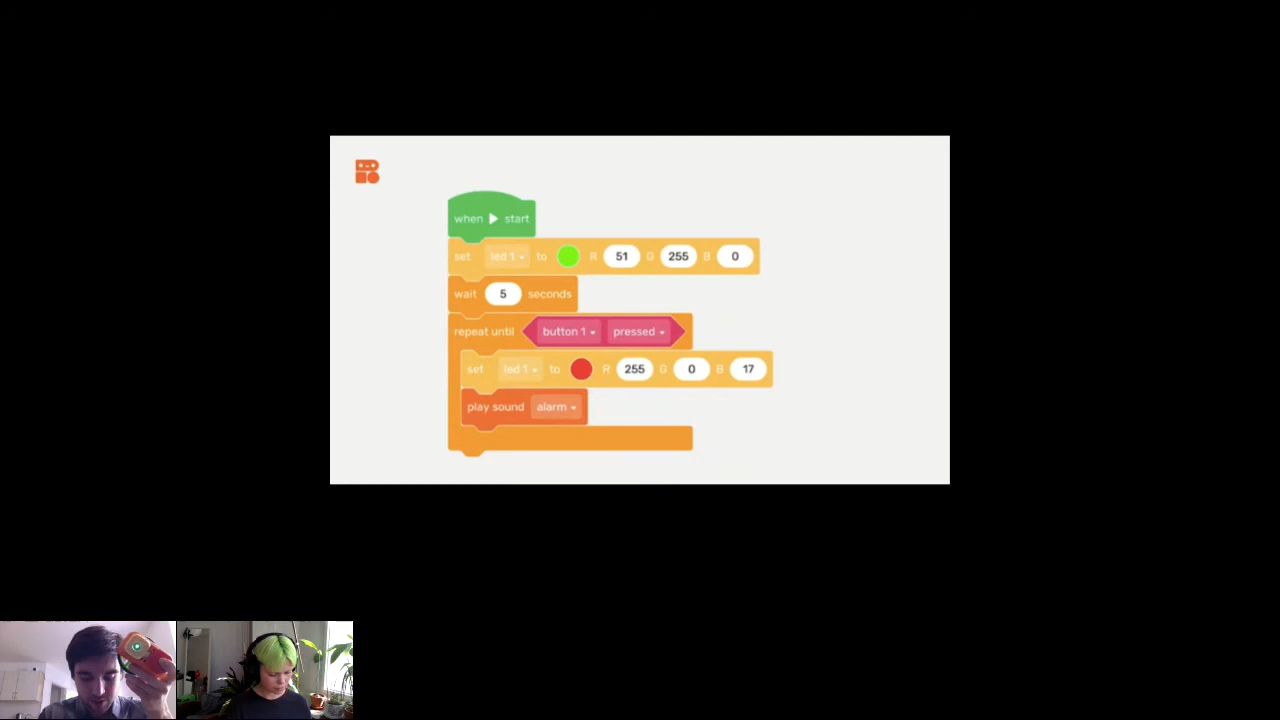 when start
set led 1 to R 51 G 255 B 0
wait 5 seconds
repeat until button 1 pressed
set led 1 to R 255 G 0 B 17
play sound alarm